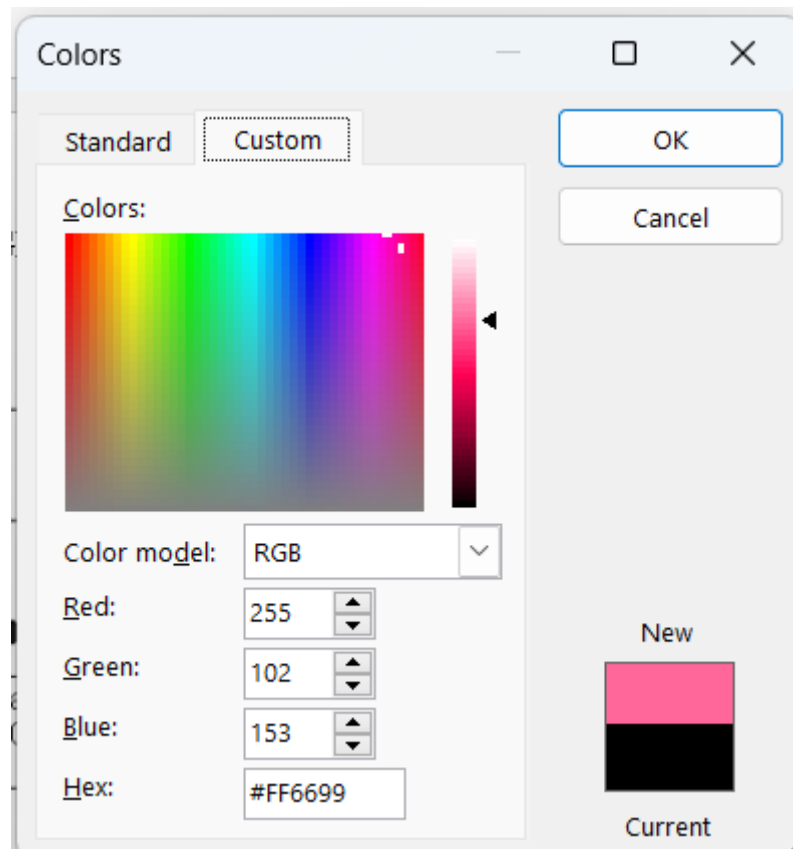 Colors
Standard Custom
OK
Cancel
Colors:
Color model: RGB
Red: 255
Green: 102
Blue: 153
Hex: #FF6699
New
Current